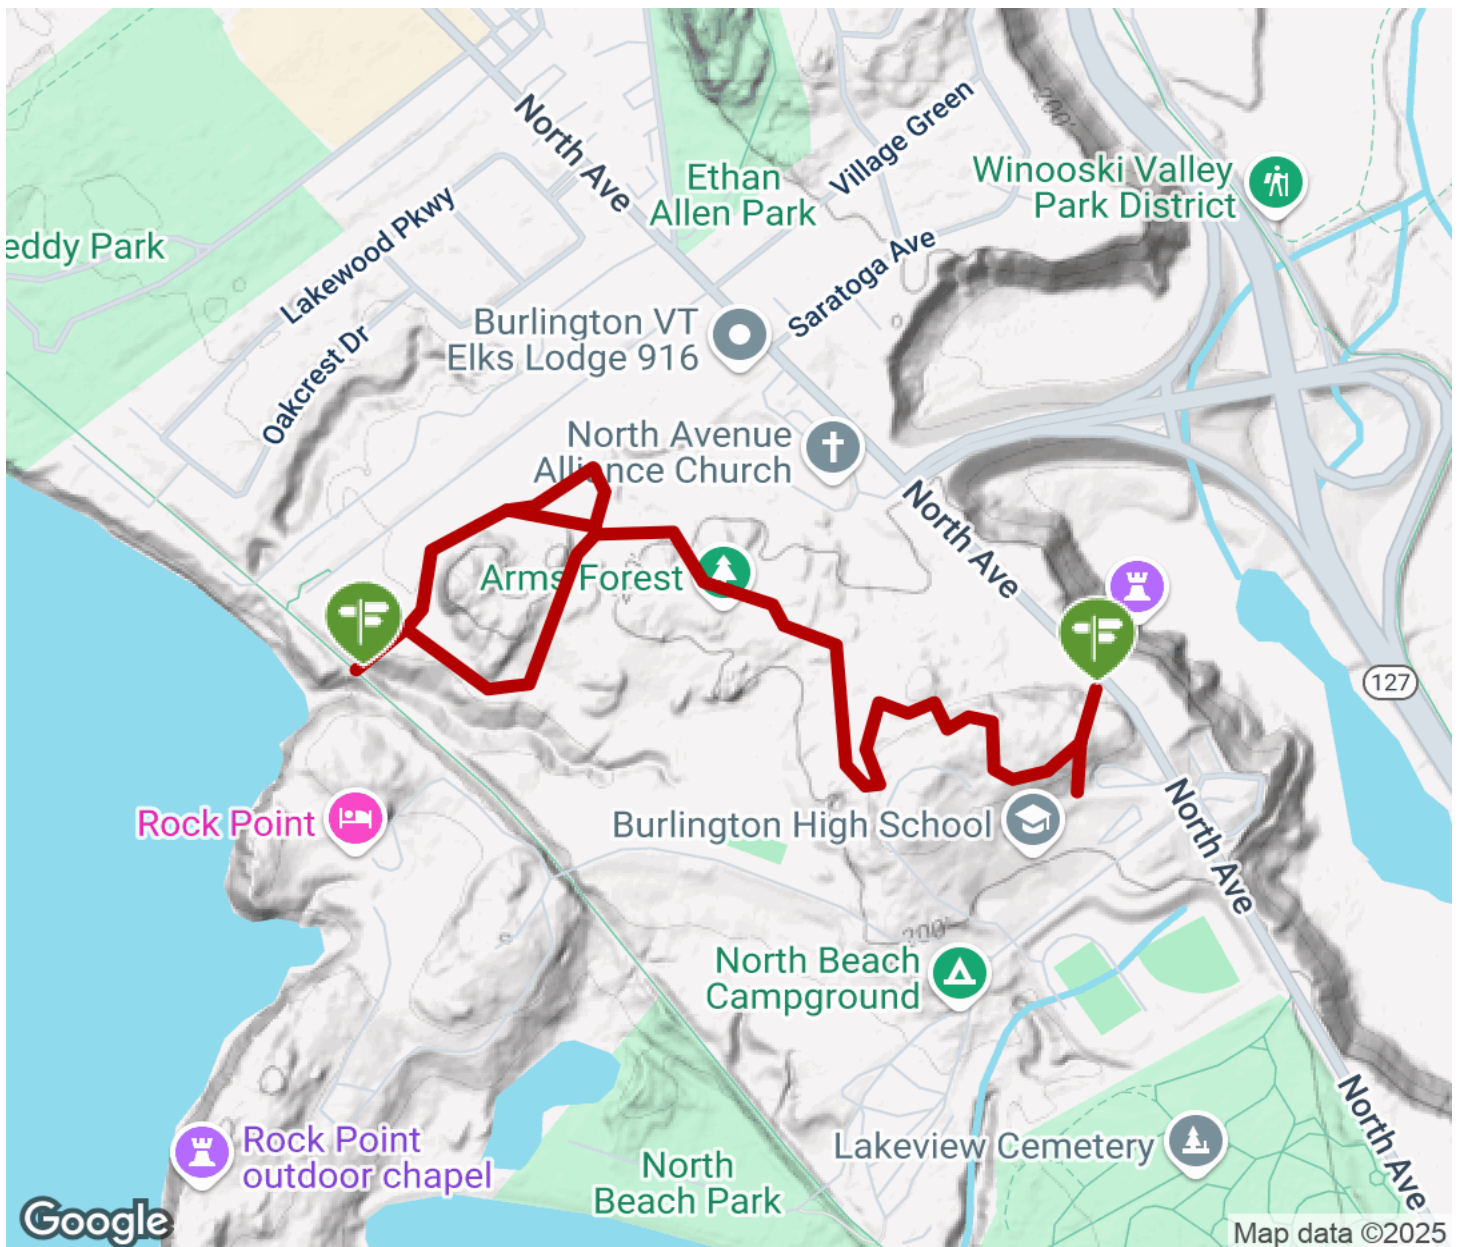 North Ave
Village Green
Ethan
Allen Park
Winooski Valley
Park District
200'
eddy Park
Lakewood Pkwy
Saratoga Ave
Oakcrest Dr
Burlington VT
Elks Lodge 916
North Avenue
Alliance Church
North Ave
Arms Forest
127
Rock Point
Burlington High School
North Ave
200'
North Beach
Campground
Rock Point
outdoor chapel
North
Beach Park
Lakeview Cemetery
North Ave
Google
Map data ©2025